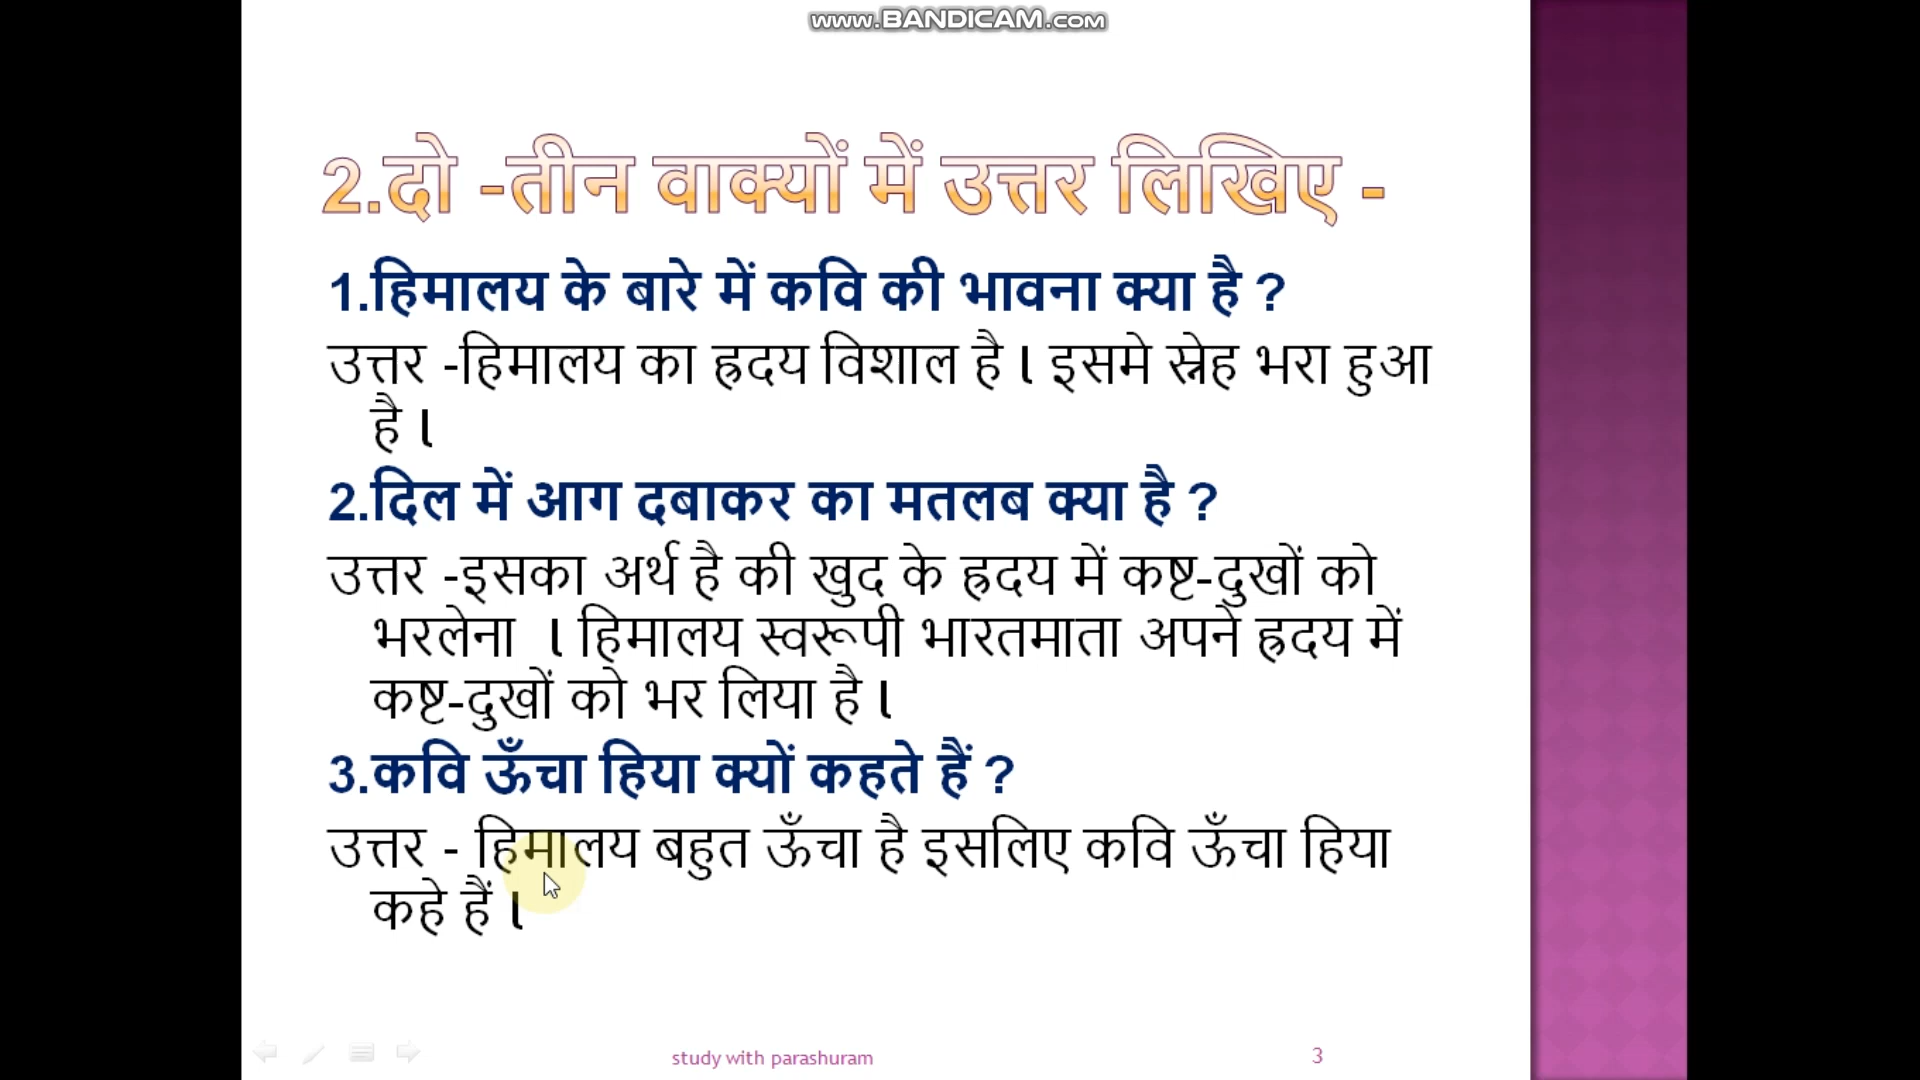 www.BANDICAM.com
2.दो -तीन वाक्यों में उत्तर लिखिए -
1.हिमालय के बारे में कवि की भावना क्या है ?
उत्तर -हिमालय का ह्रदय विशाल है l इसमे स्नेह भरा हुआ
है l
2.दिल में आग दबाकर का मतलब क्या है ?
उत्तर -इसका अर्थ है की खुद के ह्रदय में कष्ट-दुखों को
भरलेना l हिमालय स्वरूपी भारतमाता अपने ह्रदय में
कष्ट-दुखों को भर लिया है l
3.कवि ऊँचा हिया क्यों कहते हैं ?
उत्तर - हिमालय बहुत ऊँचा है इसलिए कवि ऊँचा हिया
कहे हैं l
study with parashuram
3